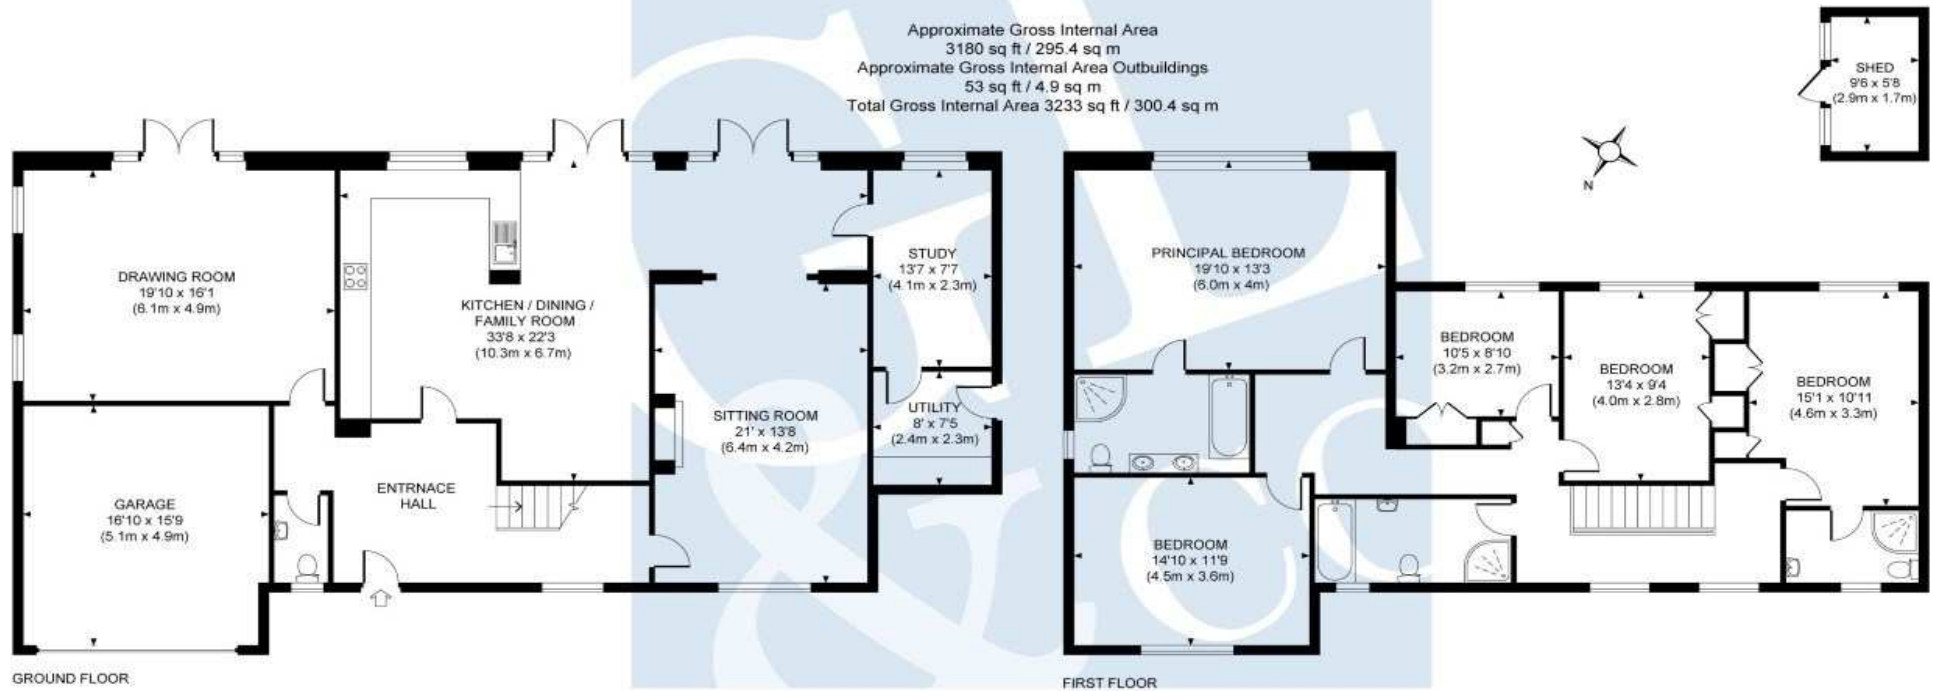 Approximate Gross Internal Area
3180 sq ft / 295.4 sq m
Approximate Gross Internal Area Outbuildings
53 sq ft / 4.9 sq m
Total Gross Internal Area 3233 sq ft / 300.4 sq m
SHED
9'6 x 5'8
(2.9m x 1.7m)
N
DRAWING ROOM
19'10 x 16'1
(6.1m x 4.9m)
KITCHEN / DINING /
FAMILY ROOM
33'8 x 22'3
(10.3m x 6.7m)
STUDY
13'7 x 7'7
(4.1m x 2.3m)
SITTING ROOM
21' x 13'8
(6.4m x 4.2m)
UTILITY
8' x 7'5
(2.4m x 2.3m)
GARAGE
16'10 x 15'9
(5.1m x 4.9m)
ENTRNACE
HALL
GROUND FLOOR
PRINCIPAL BEDROOM
19'10 x 13'3
(6.0m x 4m)
BEDROOM
10'5 x 8'10
(3.2m x 2.7m)
BEDROOM
13'4 x 9'4
(4.0m x 2.8m)
BEDROOM
15'1 x 10'11
(4.6m x 3.3m)
BEDROOM
14'10 x 11'9
(4.5m x 3.6m)
FIRST FLOOR